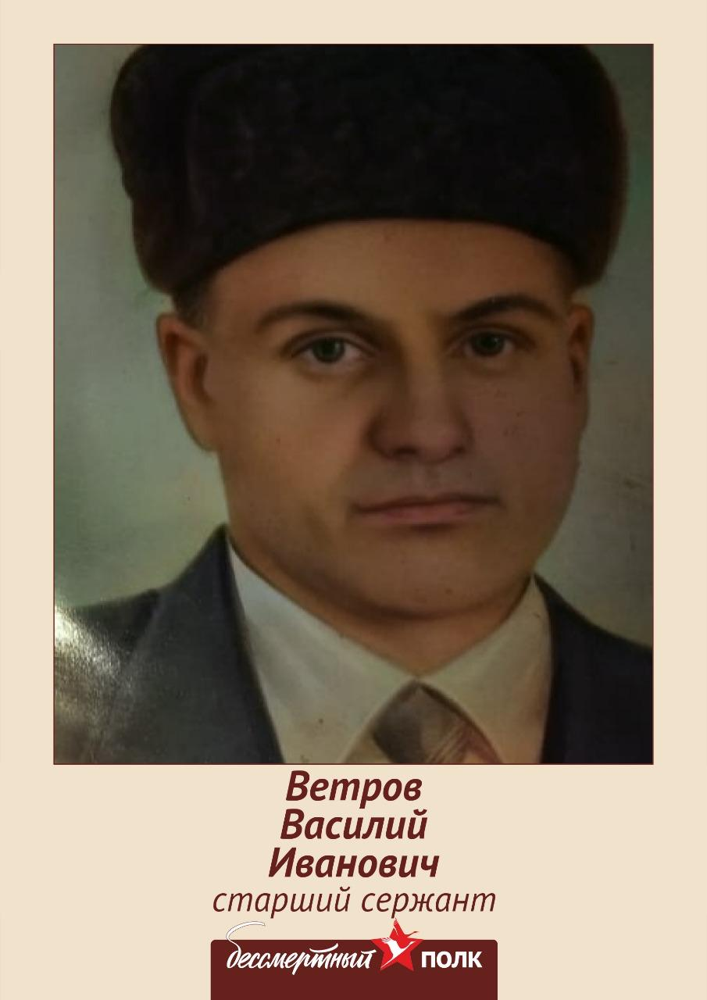 Ветров
Василий
Иванович
старший сержант
бессмертный ПОЛК